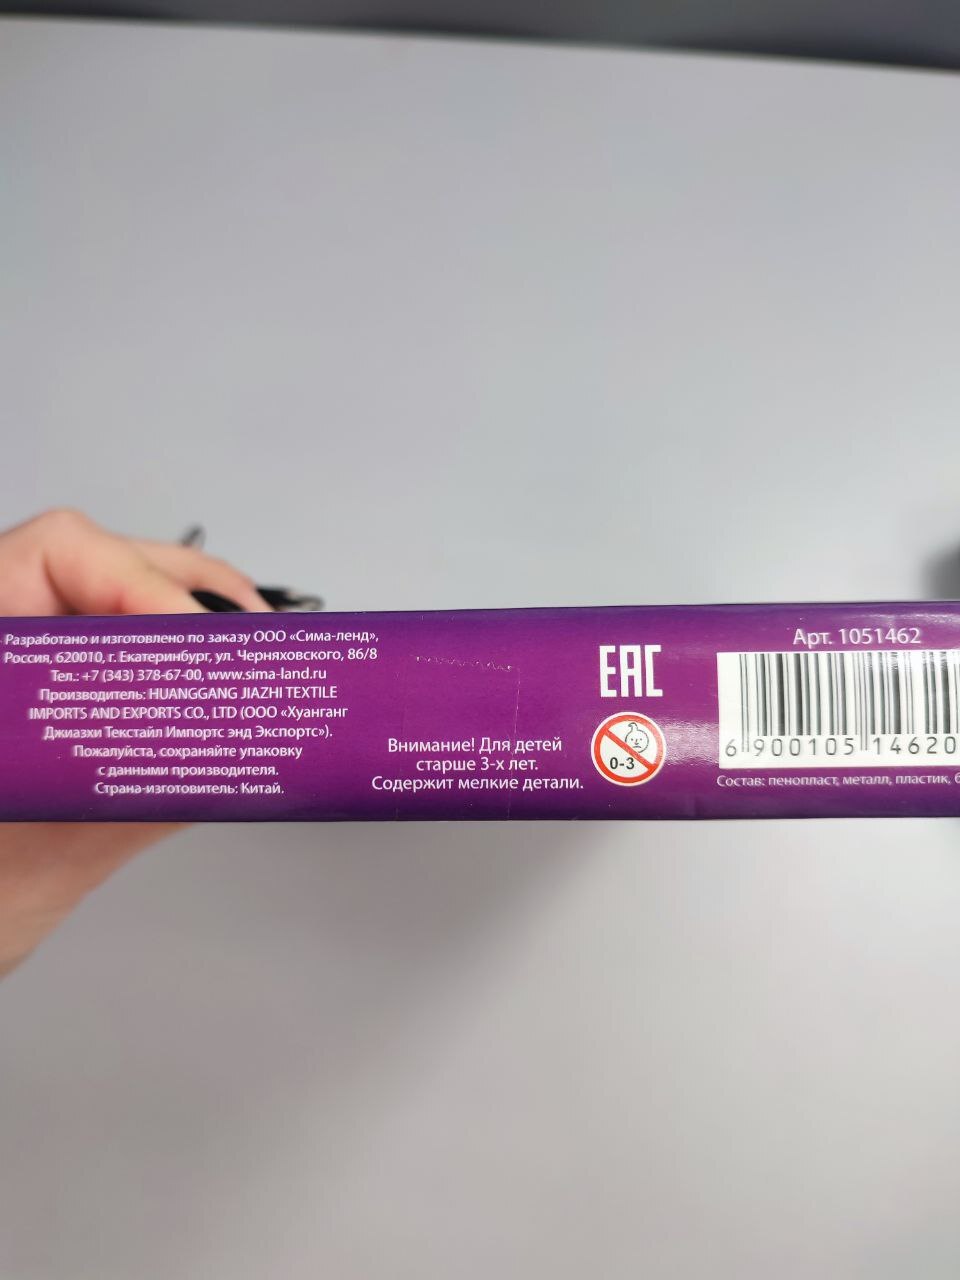 Разработано и изготовлено по заказу ООО «Сима-ленд»,
Россия, 620010, г. Екатеринбург, ул. Черняховского, 86/8
Тел.: +7 (343) 378-67-00, www.sima-land.ru
Производитель: HUANGGANG JIAZHI TEXTILE
IMPORTS AND EXPORTS CO., LTD (ООО «Хуанганг
Джиазхи Текстайл Импортс энд Экспортс»).
Пожалуйста, сохраняйте упаковку
с данными производителя.
Страна-изготовитель: Китай.
Внимание! Для детей
старше 3-х лет.
Содержит мелкие детали.
EAC
0-3
Арт. 1051462
6 900105 14620
Состав: пенопласт, металл, пластик,